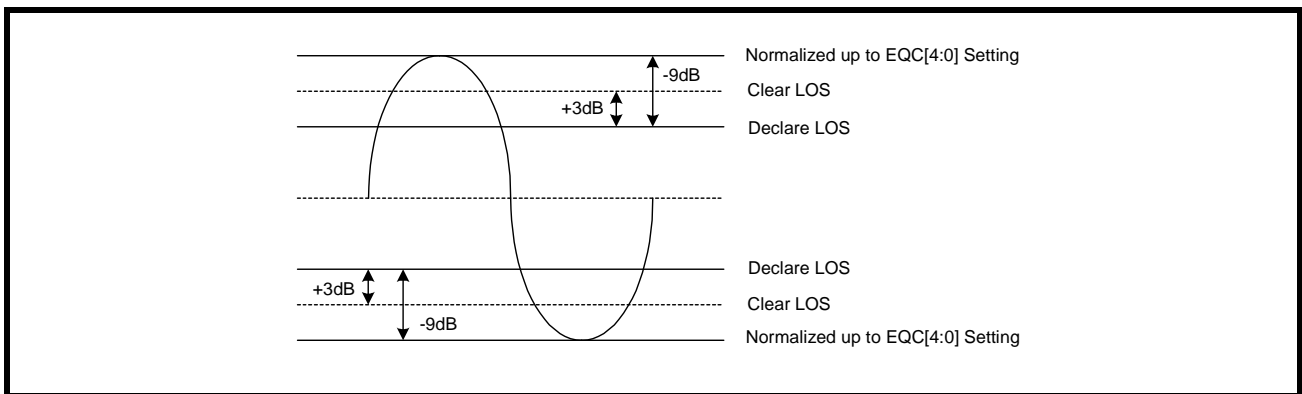 Normalized up to EQC[4:0] Setting
-9dB
Clear LOS
+3dB
Declare LOS
Declare LOS
+3dB
Clear LOS
-9dB
Normalized up to EQC[4:0] Setting